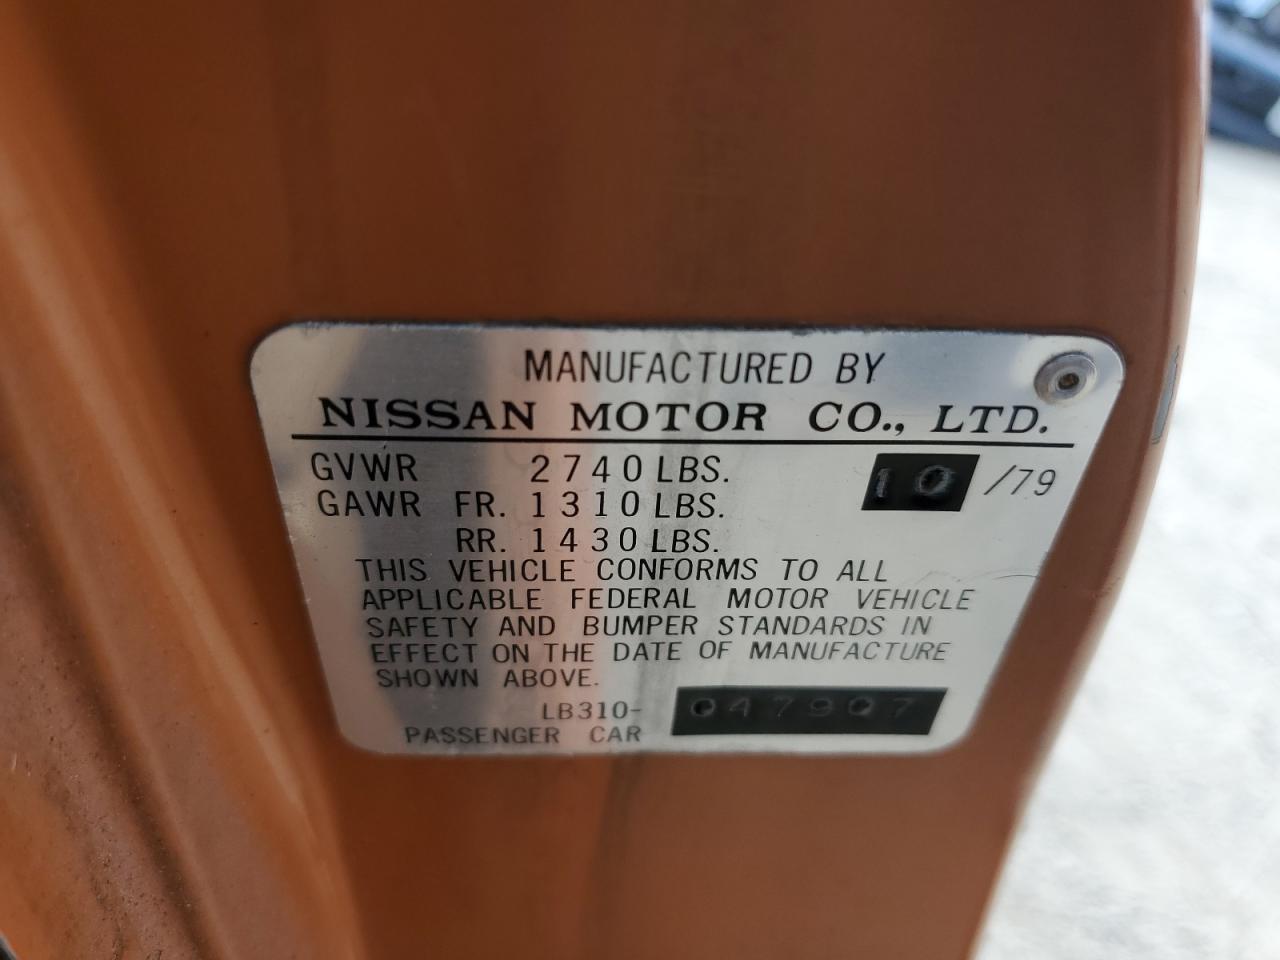 MANUFACTURED BY
NISSAN MOTOR CO., LTD.
GVWR 2740 LBS. 10 /79
GAWR FR. 1310 LBS.
RR. 1430 LBS.
THIS VEHICLE CONFORMS TO ALL
APPLICABLE FEDERAL MOTOR VEHICLE
SAFETY AND BUMPER STANDARDS IN
EFFECT ON THE DATE OF MANUFACTURE
SHOWN ABOVE.
LB310- 047907
PASSENGER CAR